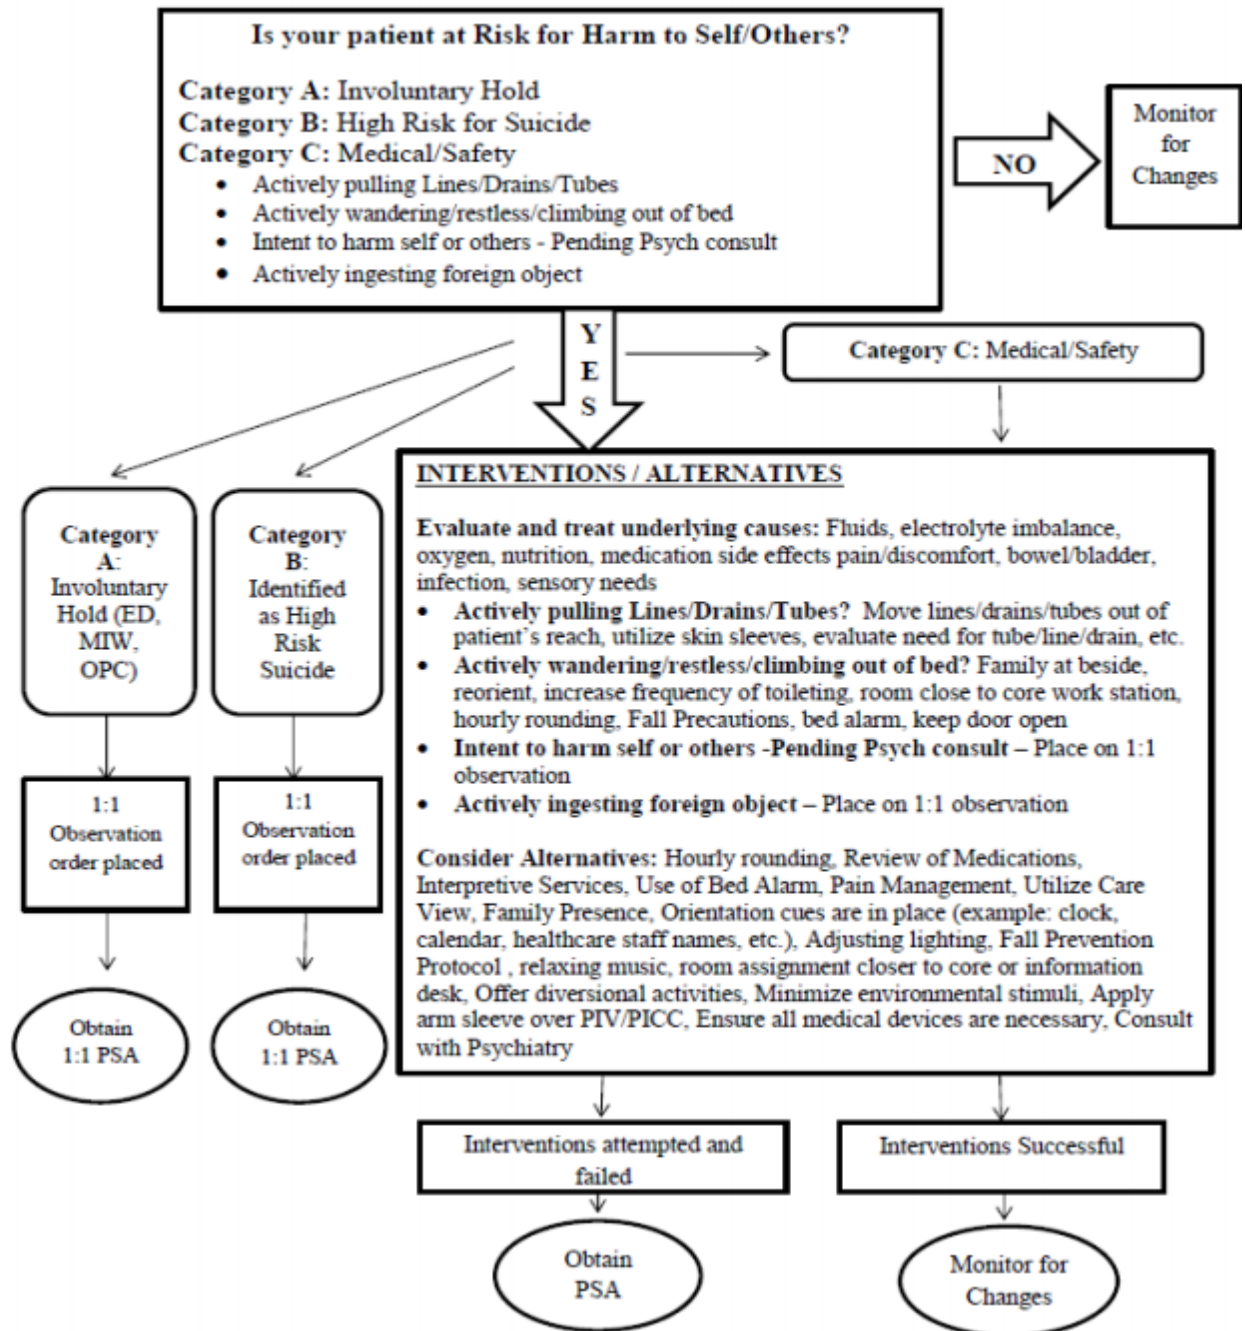 Is your patient at Risk for Harm to Self/Others?
Category A: Involuntary Hold
Category B: High Risk for Suicide
Category C: Medical/Safety
• Actively pulling Lines/Drains/Tubes
• Actively wandering/restless/climbing out of bed
• Intent to harm self or others - Pending Psych consult
• Actively ingesting foreign object
NO
Monitor
for
Changes
Y
E
S
Category C: Medical/Safety
Category
A:
Involuntary
Hold (ED,
MIW,
OPC)
Category
B:
Identified
as High
Risk
Suicide
1:1
Observation
order placed
1:1
Observation
order placed
Obtain
1:1 PSA
Obtain
1:1 PSA
INTERVENTIONS / ALTERNATIVES
Evaluate and treat underlying causes: Fluids, electrolyte imbalance,
oxygen, nutrition, medication side effects pain/discomfort, bowel/bladder,
infection, sensory needs
• Actively pulling Lines/Drains/Tubes? Move lines/drains/tubes out of
patient's reach, utilize skin sleeves, evaluate need for tube/line/drain, etc.
• Actively wandering/restless/climbing out of bed? Family at beside,
reorient, increase frequency of toileting, room close to core work station,
hourly rounding, Fall Precautions, bed alarm, keep door open
• Intent to harm self or others -Pending Psych consult – Place on 1:1
observation
• Actively ingesting foreign object – Place on 1:1 observation
Consider Alternatives: Hourly rounding, Review of Medications,
Interpretive Services, Use of Bed Alarm, Pain Management, Utilize Care
View, Family Presence, Orientation cues are in place (example: clock,
calendar, healthcare staff names, etc.), Adjusting lighting, Fall Prevention
Protocol , relaxing music, room assignment closer to core or information
desk, Offer diversional activities, Minimize environmental stimuli, Apply
arm sleeve over PIV/PICC, Ensure all medical devices are necessary, Consult
with Psychiatry
Interventions attempted and
failed
Interventions Successful
Obtain
PSA
Monitor for
Changes